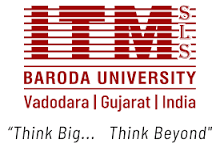 ITM SLS
BARODA UNIVERSITY
Vadodara | Gujarat | India
“Think Big... Think Beyond"